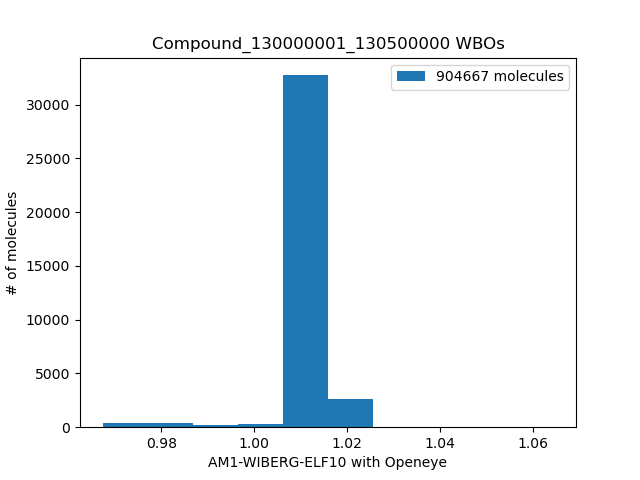 Compound_130000001_130500000 WBOs
904667 molecules
# of molecules
30000
25000
20000
15000
10000
5000
0
0.98 1.00 1.02 1.04 1.06
AM1-WIBERG-ELF10 with Openeye